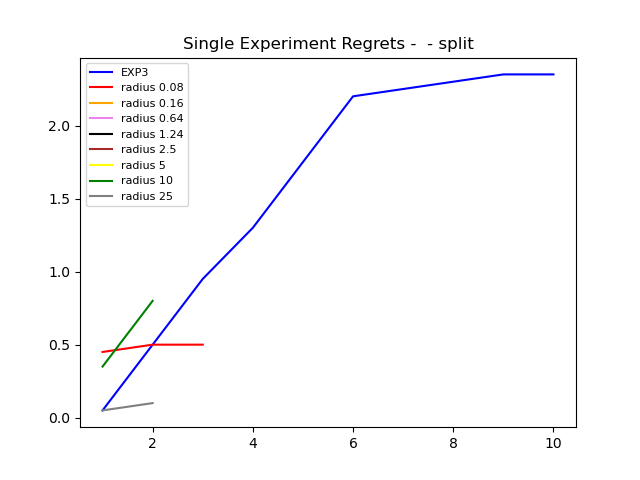 Single Experiment Regrets -  - split
EXP3
radius 0.08
radius 0.16
radius 0.64
radius 1.24
radius 2.5
radius 5
radius 10
radius 25
2.0
1.5
1.0
0.5
0.0
2 4 6 8 10